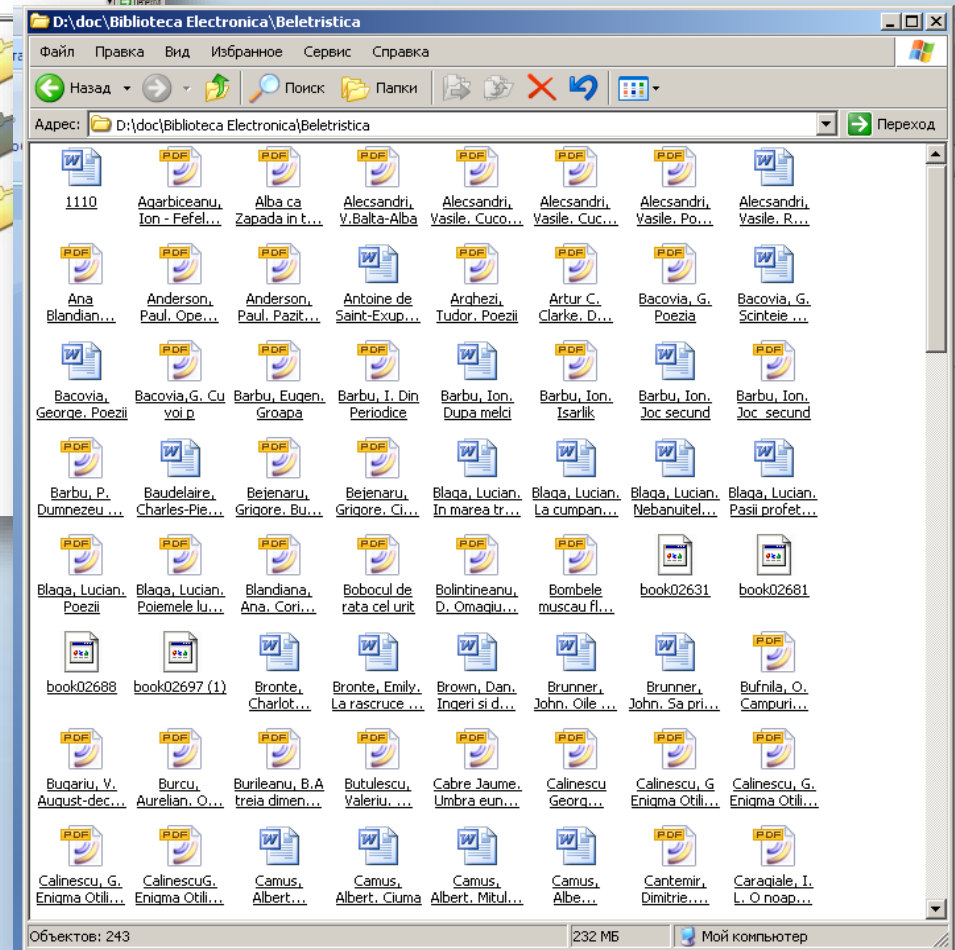 D:\doc\Biblioteca Electronica\Beletristica
Файл Правка Вид Избранное Сервис Справка
Назад Поиск Папки
Адрес: D:\doc\Biblioteca Electronica\Beletristica Переход
1110
Agarbiceanu, Ion - Fefel...
Alba ca Zapada in t...
Alecsandri, V.Balta-Alba
Alecsandri, Vasile. Cuco...
Alecsandri, Vasile. Cuc...
Alecsandri, Vasile. Po...
Alecsandri, Vasile. R...
Ana Blandian...
Anderson, Paul. Ope...
Anderson, Paul. Pazit...
Antoine de Saint-Exup...
Arghezi, Tudor. Poezii
Artur C. Clarke. D...
Bacovia, G. Poezia
Bacovia, G. Scinteie ...
Bacovia, George. Poezii
Bacovia,G. Cu voi p
Barbu, Eugen. Groapa
Barbu, I. Din Periodice
Barbu, Ion. Dupa melci
Barbu, Ion. Isarlik
Barbu, Ion. Joc secund
Barbu, Ion. Joc_secund
Barbu, P. Dumnezeu ...
Baudelaire, Charles-Pie...
Bejenaru, Grigore. Bu...
Bejenaru, Grigore. Ci...
Blaga, Lucian. In marea tr...
Blaga, Lucian. La cumpan...
Blaga, Lucian. Nebanuitel...
Blaga, Lucian. Pasii profet...
Blaga, Lucian. Poezii
Blaga, Lucian. Poiemele lu...
Blandiana, Ana. Cori...
Bobocul de rata cel urit
Bolintineanu, D. Omagiu...
Bombele muscau fl...
book02631
book02681
book02688
book02697 (1)
Bronte, Charlot...
Bronte, Emily. La rascruce ...
Brown, Dan. Ingeri si d...
Brunner, John. Oile ...
Brunner, John. Sa pri...
Bufnila, O. Campuri...
Bugariu, V. August-dec...
Burcu, Aurelian. O...
Burileanu, B.A treia dimen...
Butulescu, Valeriu. ...
Cabre Jaume. Umbra eun...
Calinescu Georg...
Calinescu, G Enigma Otili...
Calinescu, G. Enigma Otili...
Calinescu, G. Enigma Otili...
CalinescuG. Enigma Otili...
Camus, Albert...
Camus, Albert. Ciuma
Camus, Albert. Mitul...
Camus, Albe...
Cantemir, Dimitrie....
Caragiale, I. L. O noap...
Объектов: 243 232 МБ Мой компьютер